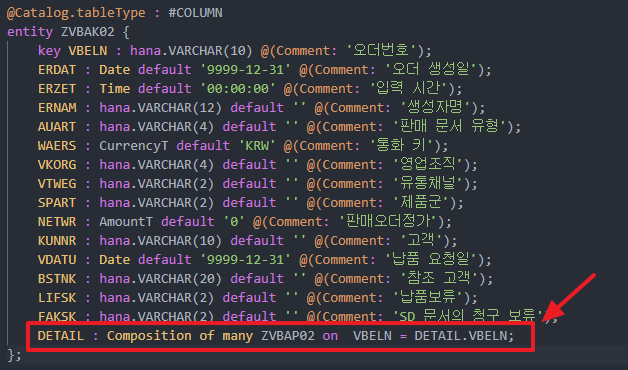 @Catalog.tableType : #COLUMN
entity ZVBAK02 {
key VBELN : hana.VARCHAR(10) @(Comment: '오더번호');
ERDAT : Date default '9999-12-31' @(Comment: '오더 생성일');
ERZET : Time default '00:00:00' @(Comment: '입력 시간');
ERNAM : hana.VARCHAR(12) default '' @(Comment: '생성자명');
AUART : hana.VARCHAR(4) default '' @(Comment: '판매 문서 유형');
WAERS : CurrencyT default 'KRW' @(Comment: '통화 키');
VKORG : hana.VARCHAR(4) default '' @(Comment: '영업조직');
VTWEG : hana.VARCHAR(2) default '' @(Comment: '유통채널');
SPART : hana.VARCHAR(2) default '' @(Comment: '제품군');
NETWR : AmountT default '0' @(Comment: '판매오더정가');
KUNNR : hana.VARCHAR(10) default '' @(Comment: '고객');
VDATU : Date default '9999-12-31' @(Comment: '납품 요청일');
BSTNK : hana.VARCHAR(20) default '' @(Comment: '참조 고객');
LIFSK : hana.VARCHAR(2) default '' @(Comment: '납품보류');
FAKSK : hana.VARCHAR(2) default '' @(Comment: 'SD 문서의 청구 보류');
DETAIL : Composition of many ZVBAP02 on  VBELN = DETAIL.VBELN;
};